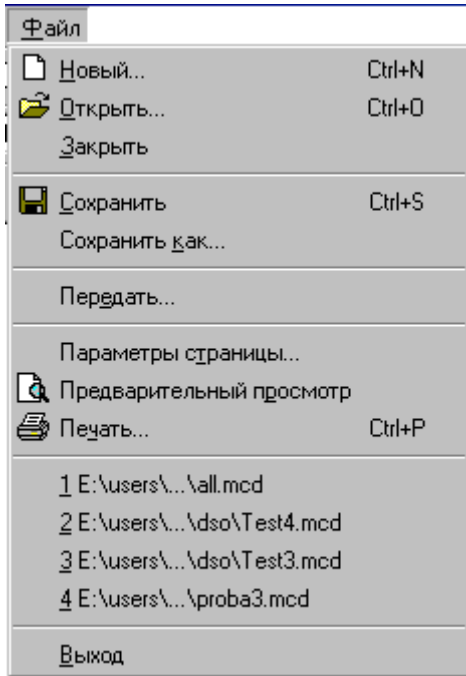 Файл
Новый... Ctrl+N
Открыть... Ctrl+O
Закрыть
Сохранить Ctrl+S
Сохранить как...
Передать...
Параметры страницы...
Предварительный просмотр
Печать... Ctrl+P
1 E:\users\...\all.mcd
2 E:\users\...\dso\Test4.mcd
3 E:\users\...\dso\Test3.mcd
4 E:\users\...\proba3.mcd
Выход